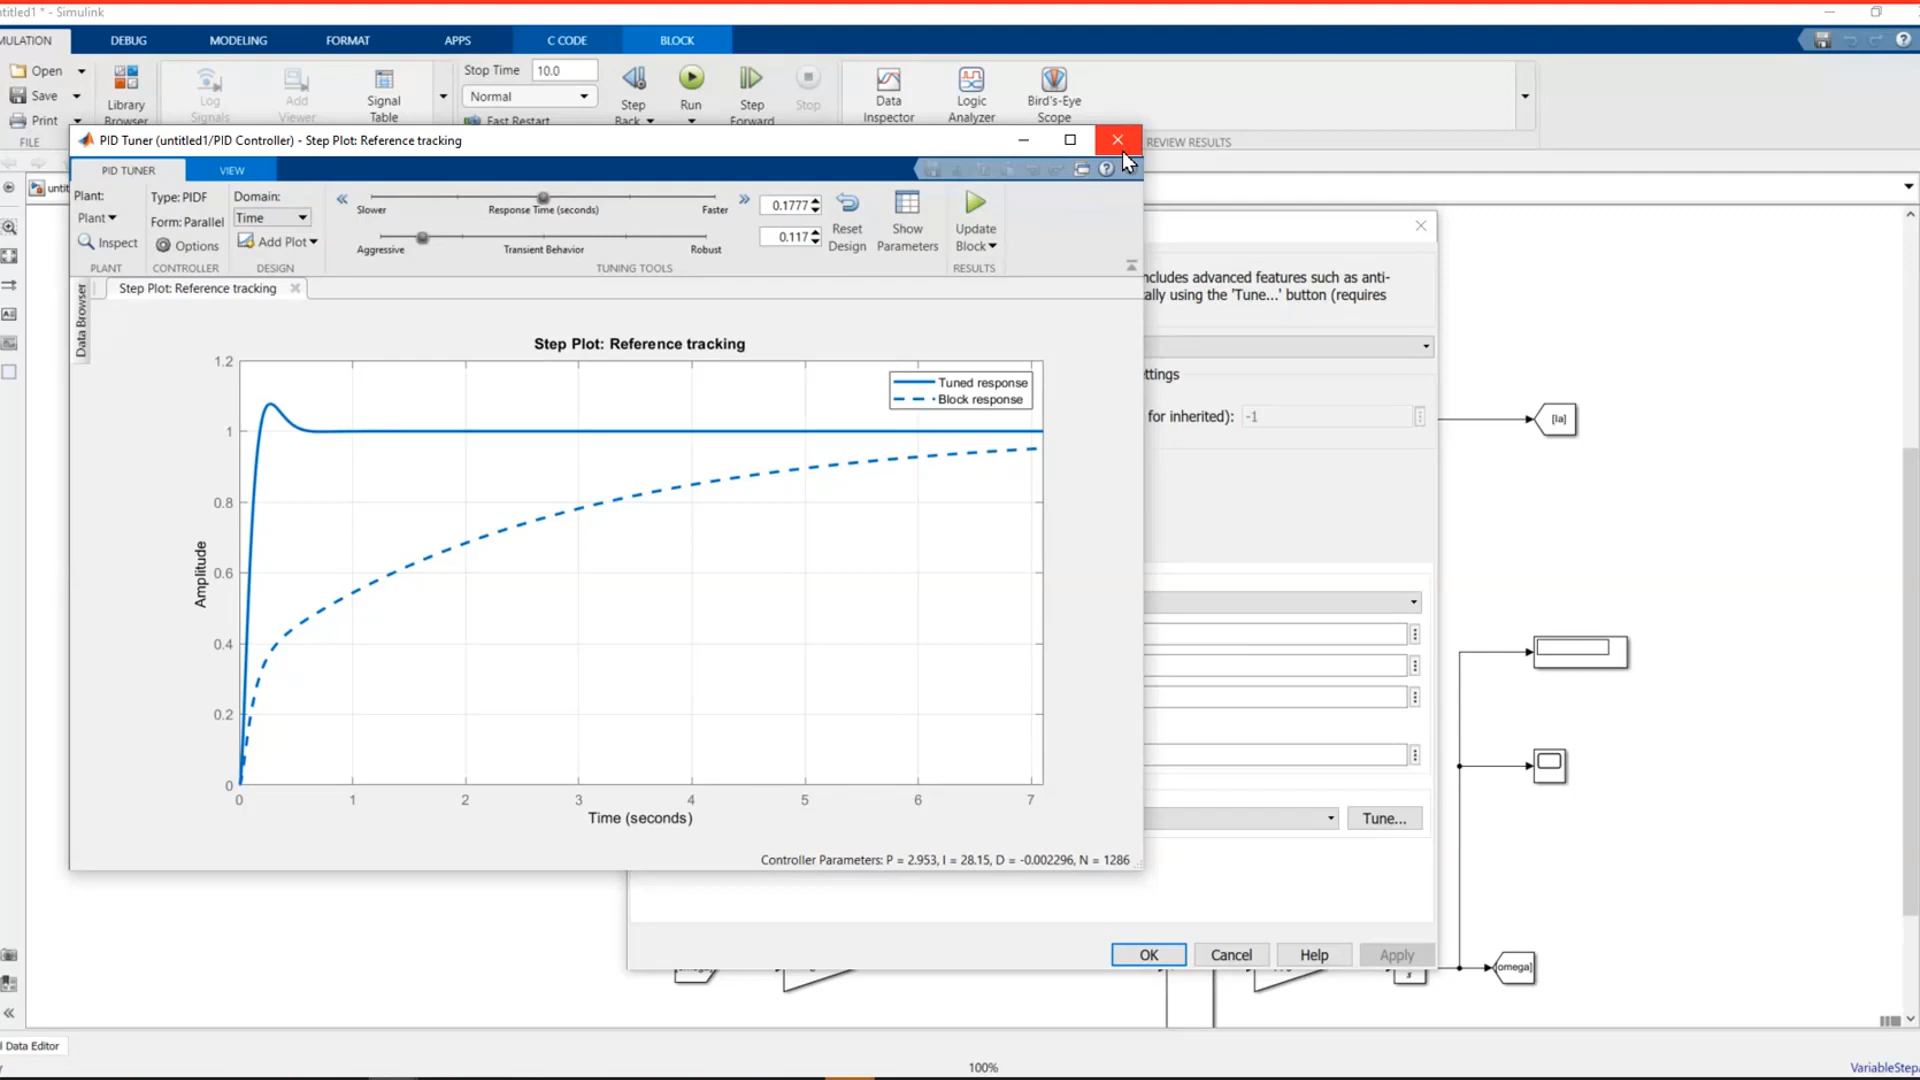 ntitled1 * - Simulink
MULATION DEBUG MODELING FORMAT APPS C CODE BLOCK
Open Save Print FILE
Library Browser
Log Signals
Add Viewer
Signal Table
Stop Time 10.0
Normal
Fast Restart
Step Back
Run
Step Forward
Stop
Data Inspector
Logic Analyzer
Bird's-Eye Scope
REVIEW RESULTS
PID Tuner (untitled1/PID Controller) - Step Plot: Reference tracking
PID TUNER VIEW
Plant:
Plant
Inspect
PLANT
Type: PIDF
Form: Parallel
Options
CONTROLLER
Domain:
Time
Add Plot
DESIGN
Slower Response Time (seconds) Faster
Aggressive Transient Behavior Robust
0.1777
0.117
Reset Design
Show Parameters
TUNING TOOLS
Update Block
RESULTS
Step Plot: Reference tracking
Data Browser
Step Plot: Reference tracking
Tuned response
Block response
Amplitude
1.2
1
0.8
0.6
0.4
0.2
0
0 1 2 3 4 5 6 7
Time (seconds)
Controller Parameters: P = 2.953, I = 28.15, D = -0.002296, N = 1286
untit
ncludes advanced features such as anti-
ally using the 'Tune...' button (requires
ttings
for inherited): -1
Tune...
OK Cancel Help Apply
[Ia]
omega]
s
l Data Editor
100%
VariableStep